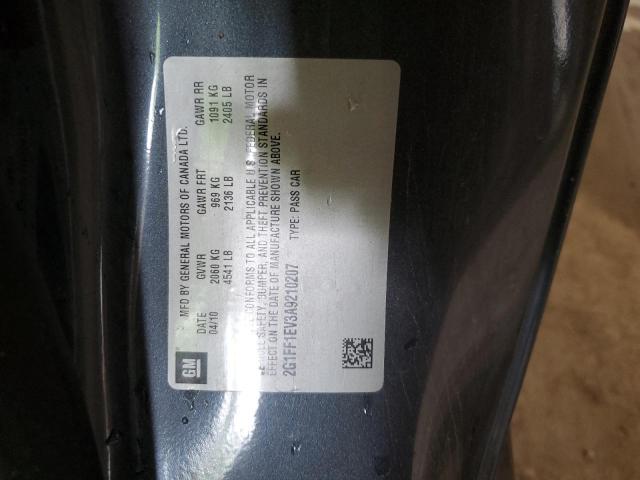 GM
MFD BY GENERAL MOTORS OF CANADA LTD.
DATE GVWR GAWR FRT GAWR RR
04/10 2060 KG 969 KG 1091 KG
4541 LB 2136 LB 2405 LB
CONFORMS TO ALL APPLICABLE U.S. FEDERAL MOTOR
VEHICLE SAFETY, BUMPER, AND THEFT PREVENTION STANDARDS IN
EFFECT ON THE DATE OF MANUFACTURE SHOWN ABOVE.
2G1FF1EV3A9210207 TYPE: PASS CAR